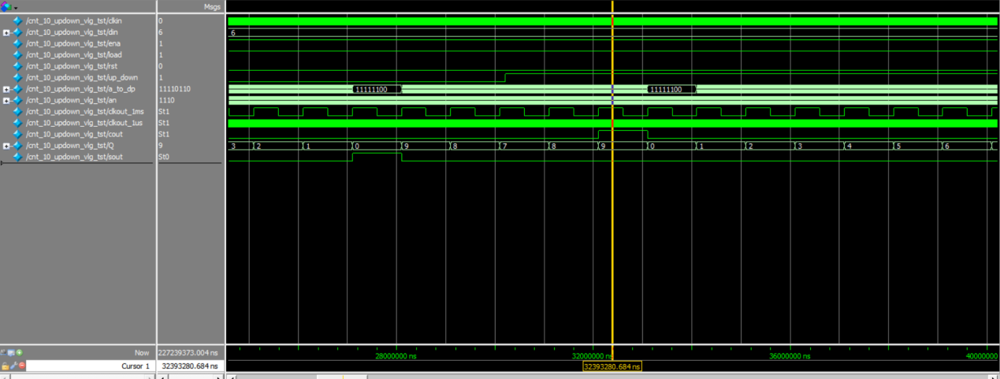 Msgs
/cnt_10_updown_vlg_tst/clkin 0
/cnt_10_updown_vlg_tst/din 6 6
/cnt_10_updown_vlg_tst/ena 1
/cnt_10_updown_vlg_tst/load 1
/cnt_10_updown_vlg_tst/rst 0
/cnt_10_updown_vlg_tst/up_down 1
/cnt_10_updown_vlg_tst/a_to_dp 11110110 11111100 11111100
/cnt_10_updown_vlg_tst/an 1110
/cnt_10_updown_vlg_tst/clkout_1ms St1
/cnt_10_updown_vlg_tst/clkout_1us St1
/cnt_10_updown_vlg_tst/cout St1
/cnt_10_updown_vlg_tst/Q 9 3 2 1 0 9 8 7 8 9 0 1 2 3 4 5 6
/cnt_10_updown_vlg_tst/sout St0
Now 227239373.004 ns 28000000 ns 32000000 ns 36000000 ns 40000000
Cursor 1 32393280.684 ns 32393280.684 ns